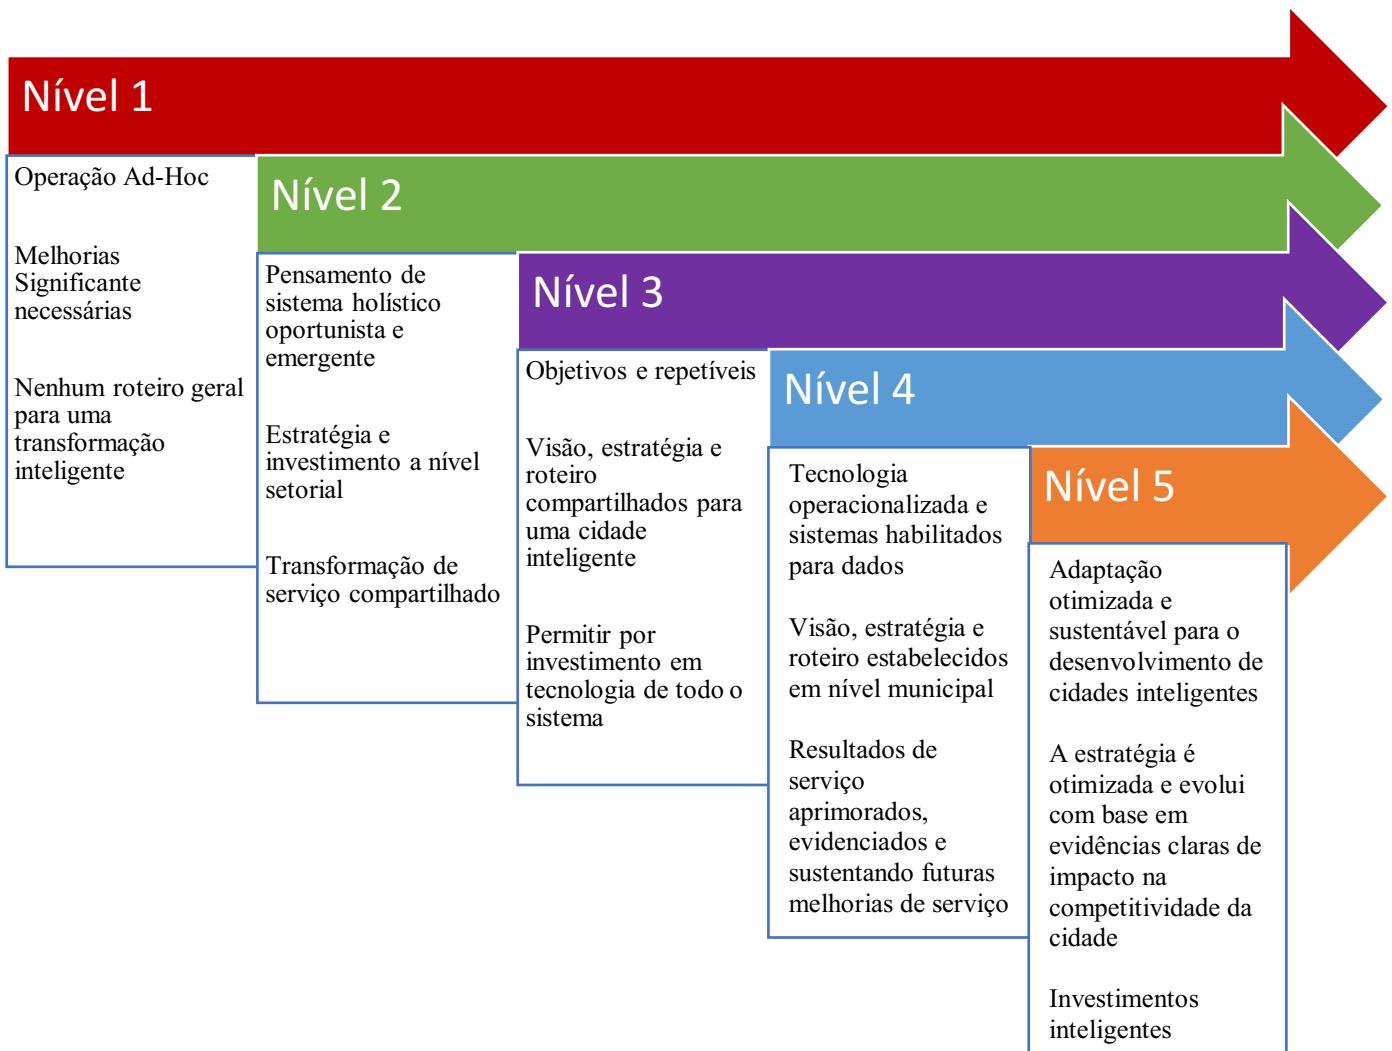 Nível 1
Operação Ad-Hoc
Melhorias
Significante
necessárias
Nenhum roteiro geral
para uma
transformação
inteligente
Nível 2
Pensamento de
sistema holístico
oportunista e
emergente
Estratégia e
investimento a nível
setorial
Transformação de
serviço compartilhado
Nível 3
Objetivos e repetíveis
Visão, estratégia e
roteiro
compartilhados para
uma cidade
inteligente
Permitir por
investimento em
tecnologia de todo o
sistema
Nível 4
Tecnologia
operacionalizada e
sistemas habilitados
para dados
Visão, estratégia e
roteiro estabelecidos
em nível municipal
Resultados de
serviço
aprimorados,
evidenciados e
sustentando futuras
melhorias de serviço
Nível 5
Adaptação
otimizada e
sustentável para o
desenvolvimento de
cidades inteligentes
A estratégia é
otimizada e evolui
com base em
evidências claras de
impacto na
competitividade da
cidade
Investimentos
inteligentes